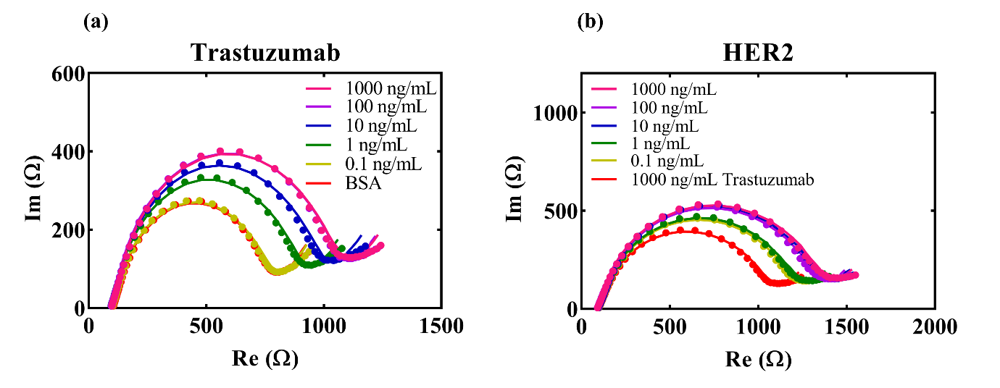 (a)
Trastuzumab
600
400
200
0
0
500
1000
1500
Im (Ω)
Re (Ω)
1000 ng/mL
100 ng/mL
10 ng/mL
1 ng/mL
0.1 ng/mL
BSA
(b)
HER2
1000
500
0
0
500
1000
1500
2000
Im (Ω)
Re (Ω)
1000 ng/mL
100 ng/mL
10 ng/mL
1 ng/mL
0.1 ng/mL
1000 ng/mL Trastuzumab